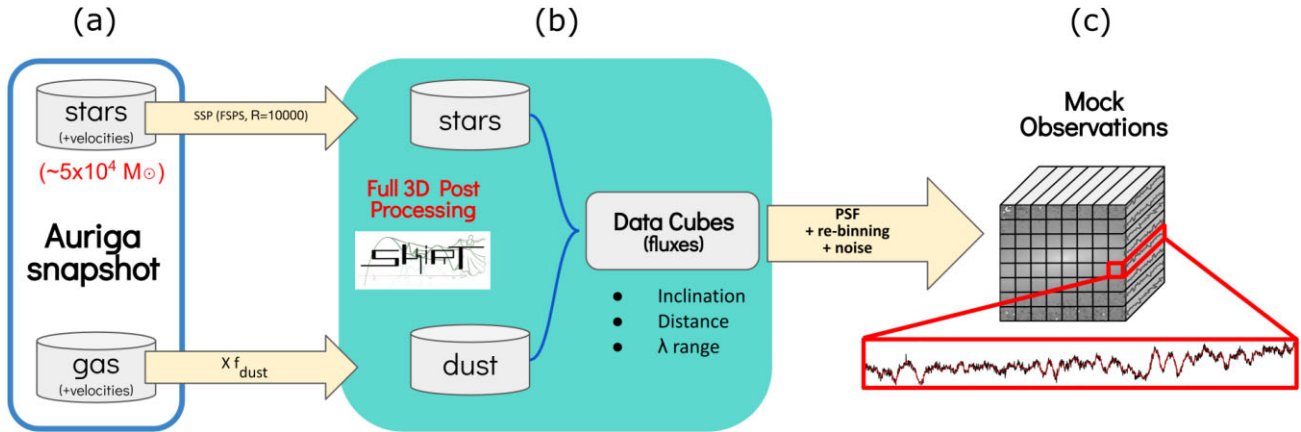 (a)
(b)
(c)
stars
(+velocities)
(~5x10⁴ M☉)
Auriga
snapshot
gas
(+velocities)
SSP (FSPS, R=10000)
X f_dust
stars
Full 3D Post
Processing
SKIRT
dust
Data Cubes
(fluxes)
● Inclination
● Distance
● λ range
PSF
+ re-binning
+ noise
Mock
Observations